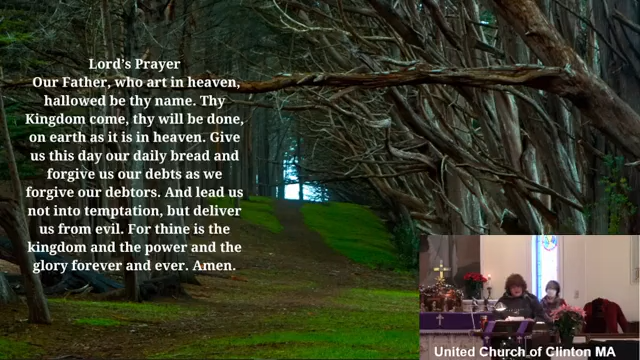 Lord's Prayer
Our Father, who art in heaven,
hallowed be thy name. Thy
Kingdom come, thy will be done,
on earth as it is in heaven. Give
us this day our daily bread and
forgive us our debts as we
forgive our debtors. And lead us
not into temptation, but deliver
us from evil. For thine is the
kingdom and the power and the
glory forever and ever. Amen.
United Church of Clinton MA